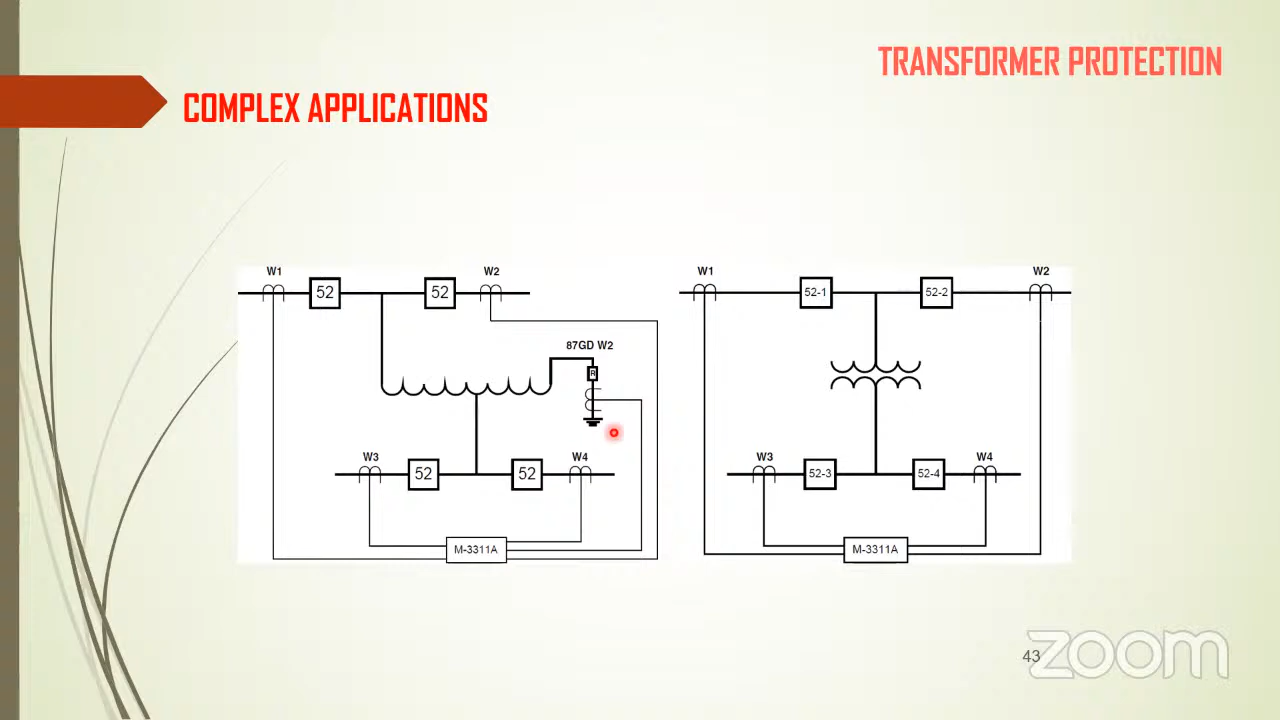 TRANSFORMER PROTECTION
COMPLEX APPLICATIONS
W1
52
52
W2
87GD W2
R
W3
52
52
W4
M-3311A
W1
52-1
52-2
W2
W3
52-3
52-4
W4
M-3311A
43
zoom